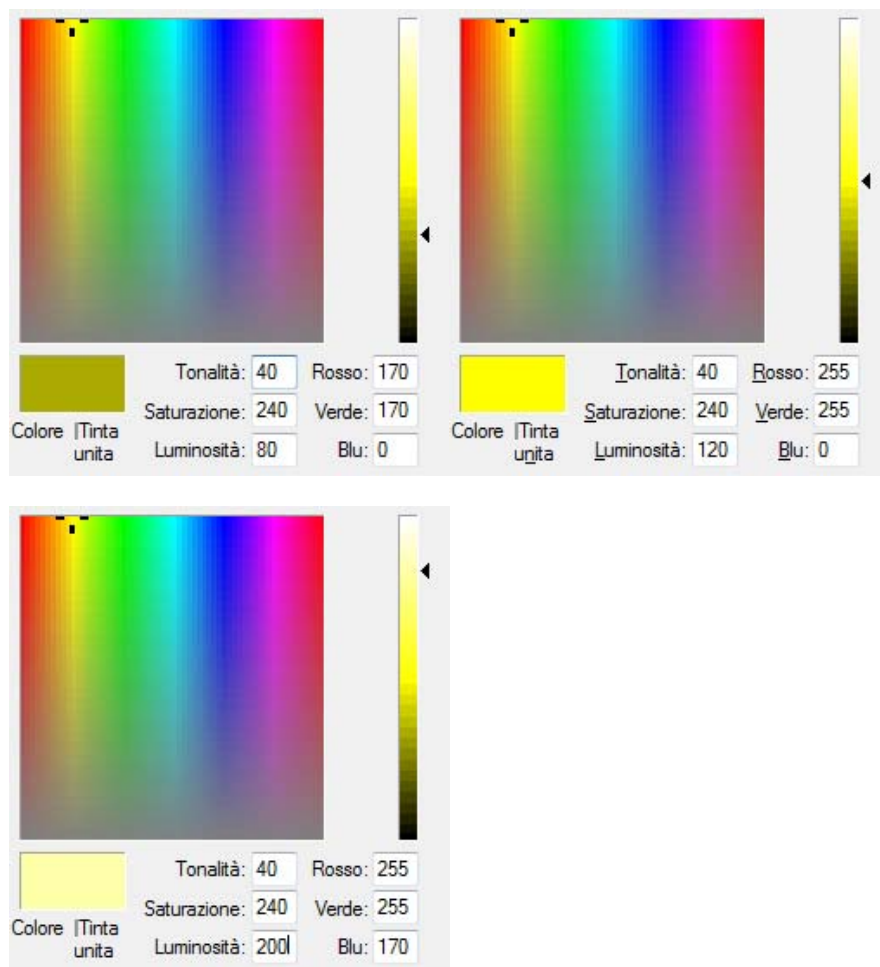 Tonalità: 40 Rosso: 170
Saturazione: 240 Verde: 170
Colore |Tinta unita
Luminosità: 80 Blu: 0
Tonalità: 40 Rosso: 255
Saturazione: 240 Verde: 255
Colore |Tinta unita
Luminosità: 120 Blu: 0
Tonalità: 40 Rosso: 255
Saturazione: 240 Verde: 255
Colore |Tinta unita
Luminosità: 200 Blu: 170